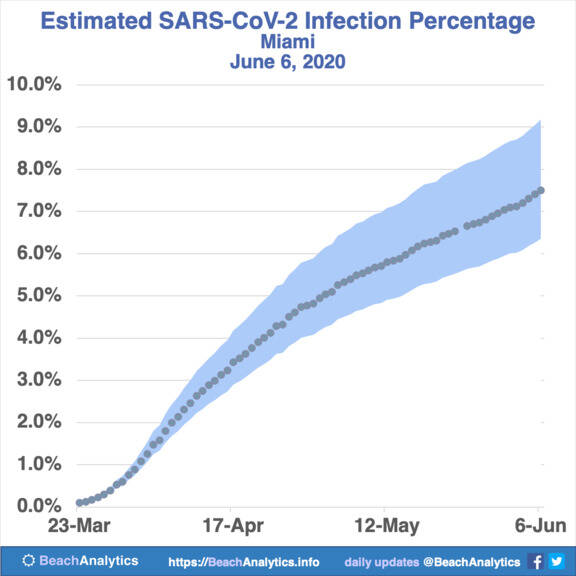 Estimated SARS-CoV-2 Infection Percentage
Miami
June 6, 2020
10.0%
9.0%
8.0%
7.0%
6.0%
5.0%
4.0%
3.0%
2.0%
1.0%
0.0%
23-Mar 17-Apr 12-May 6-Jun
BeachAnalytics https://BeachAnalytics.info daily updates @BeachAnalytics